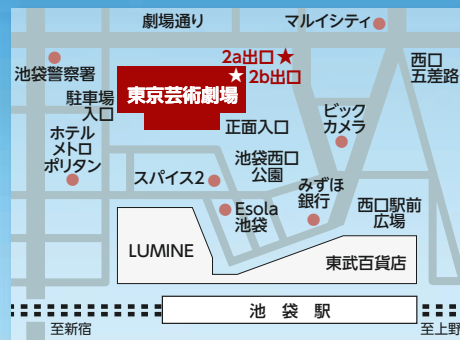 劇場通り
マルイシティ
2a出口★
★2b出口
西口
五差路
池袋警察署
東京芸術劇場
駐車場
入口
正面入口
ビック
カメラ
ホテル
メトロ
ポリタン
池袋西口
公園
スパイス2
みずほ
銀行
Esola
池袋
西口駅前
広場
LUMINE
東武百貨店
池袋駅
至新宿
至上野